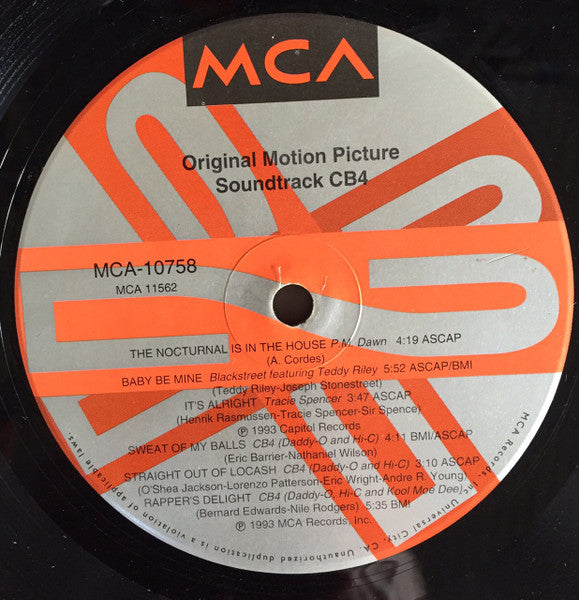 MCA
Original Motion Picture
Soundtrack CB4
MCA-10758
MCA 11562
THE NOCTURNAL IS IN THE HOUSE P.M. Dawn 4:19 ASCAP
(A. Cordes)
BABY BE MINE Blackstreet featuring Teddy Riley 5:52 ASCAP/BMI
(Teddy Riley-Joseph Stonestreet)
IT'S ALRIGHT Tracie Spencer 3:47 ASCAP
(Henrik Rasmussen-Tracie Spencer-Sir Spence)
℗ 1993 Capitol Records
SWEAT OF MY BALLS CB4 (Daddy-O and Hi-C) 4:11 BMI/ASCAP
(Eric Barrier-Nathaniel Wilson)
STRAIGHT OUT OF LOCASH CB4 (Daddy-O and Hi-C) 3:10 ASCAP
(O'Shea Jackson-Lorenzo Patterson-Eric Wright-Andre R. Young)
RAPPER'S DELIGHT CB4 (Daddy-O, Hi-C and Kool Moe Dee)
(Bernard Edwards-Nile Rodgers) 5:35 BMI
℗ 1993 MCA Records, Inc.
MCA Records, Inc. Universal City, CA. Unauthorized duplication is a violation of applicable laws.